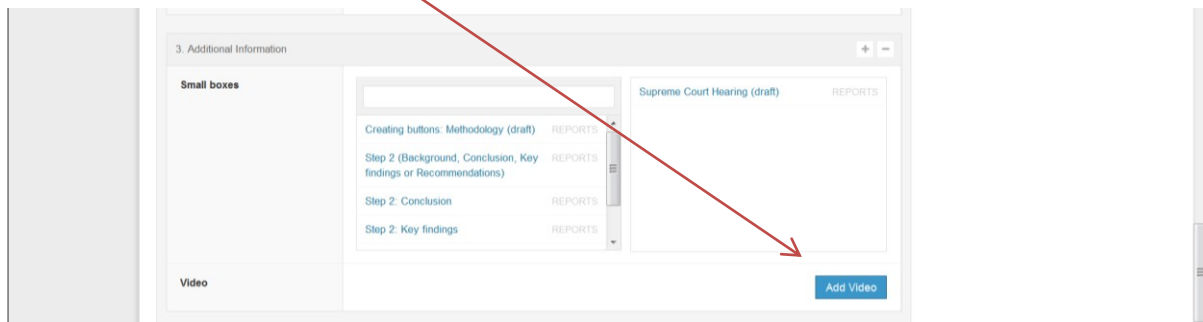 3. Additional Information
+ −
Small boxes
Supreme Court Hearing (draft) REPORTS
Creating buttons: Methodology (draft) REPORTS
Step 2 (Background, Conclusion, Key REPORTS
findings or Recommendations)
Step 2: Conclusion REPORTS
Step 2: Key findings REPORTS
Video
Add Video